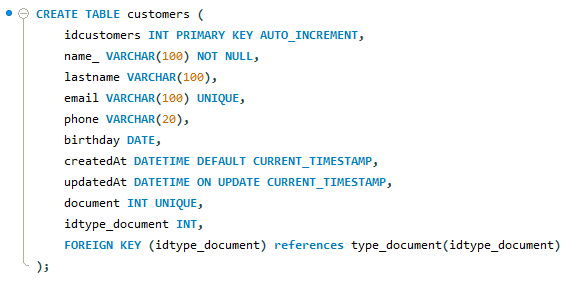 CREATE TABLE customers (
idcustomers INT PRIMARY KEY AUTO_INCREMENT,
name_ VARCHAR(100) NOT NULL,
lastname VARCHAR(100),
email VARCHAR(100) UNIQUE,
phone VARCHAR(20),
birthday DATE,
createdAt DATETIME DEFAULT CURRENT_TIMESTAMP,
updatedAt DATETIME ON UPDATE CURRENT_TIMESTAMP,
document INT UNIQUE,
idtype_document INT,
FOREIGN KEY (idtype_document) references type_document(idtype_document)
);